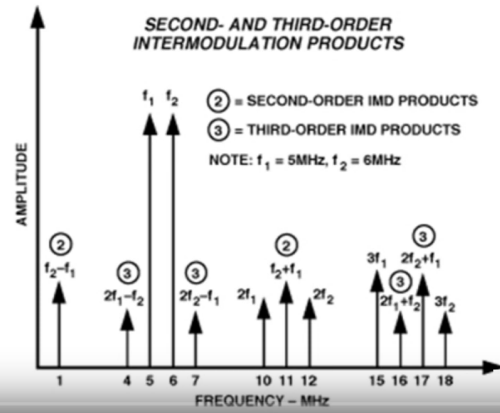 SECOND- AND THIRD-ORDER
INTERMODULATION PRODUCTS
f1 f2
② = SECOND-ORDER IMD PRODUCTS
③ = THIRD-ORDER IMD PRODUCTS
NOTE: f1 = 5MHz, f2 = 6MHz
AMPLITUDE
②
f2–f1
③
2f1–f2
③
2f2–f1
2f1
②
f2+f1
2f2
3f1
③
2f1+f2
③
2f2+f1
3f2
1 4 5 6 7 10 11 12 15 16 17 18
FREQUENCY – MHz